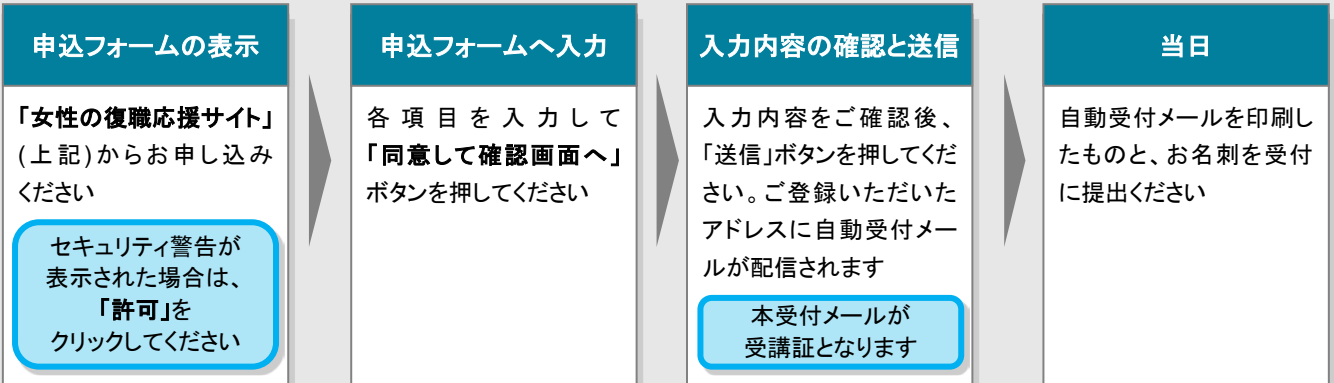 申込フォームの表示
「女性の復職応援サイト」
(上記)からお申し込み
ください
セキュリティ警告が
表示された場合は、
「許可」を
クリックしてください
申込フォームへ入力
各項目を入力して
「同意して確認画面へ」
ボタンを押してください
入力内容の確認と送信
入力内容をご確認後、
「送信」ボタンを押してくだ
さい。ご登録いただいた
アドレスに自動受付メー
ルが配信されます
本受付メールが
受講証となります
当日
自動受付メールを印刷し
たものと、お名刺を受付
に提出ください